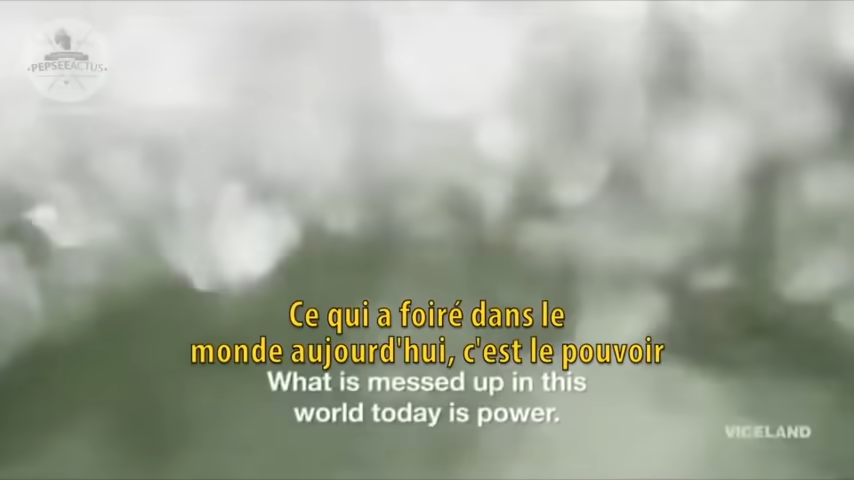 PEPSEEACTUS
Ce qui a foiré dans le
monde aujourd'hui, c'est le pouvoir
What is messed up in this
world today is power.
VICELAND